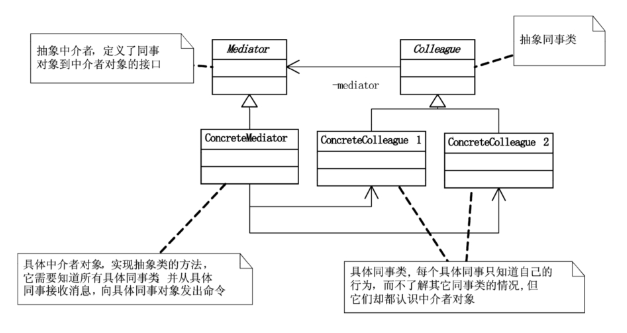 抽象中介者，定义了同事
对象到中介者对象的接口
Mediator
Colleague
抽象同事类
-mediator
ConcreteMediator
ConcreteColleague 1
ConcreteColleague 2
具体中介者对象，实现抽象类的方法，
它需要知道所有具体同事类 并从具体
同事接收消息，向具体同事对象发出命令
具体同事类，每个具体同事只知道自己的
行为，而不了解其它同事类的情况，但
它们却都认识中介者对象